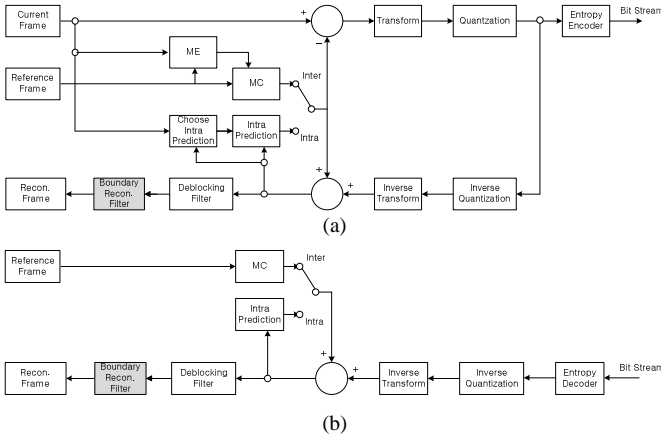 Current
Frame
+
Transform
Quantzation
Entropy
Encoder
Bit Stream
−
ME
Reference
Frame
MC
Inter
Choose
Intra
Prediction
Intra
Prediction
Intra
+
Recon.
Frame
Boundary
Recon.
Filter
Deblocking
Filter
+
Inverse
Transform
Inverse
Quantization
(a)
Reference
Frame
MC
Inter
Intra
Prediction
Intra
+
Recon.
Frame
Boundary
Recon.
Filter
Deblocking
Filter
+
Inverse
Transform
Inverse
Quantization
Entropy
Decoder
Bit Stream
(b)